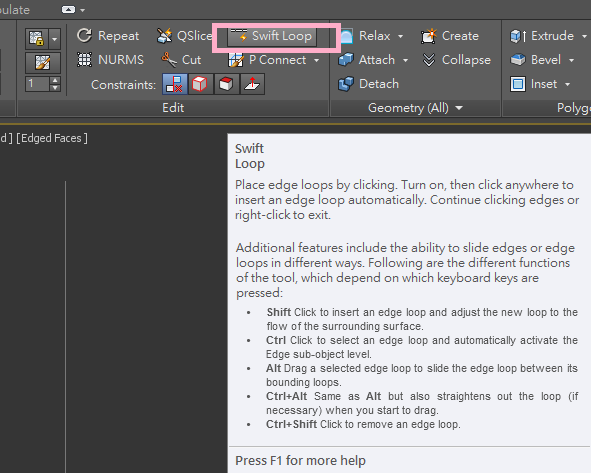 pulate
Repeat QSlice Swift Loop Relax Create Extrude
NURMS Cut P Connect Attach Collapse Bevel
1 Constraints: Detach Inset
Edit Geometry (All) Polyg
d ] [Edged Faces ]
Swift
Loop
Place edge loops by clicking. Turn on, then click anywhere to
insert an edge loop automatically. Continue clicking edges or
right-click to exit.
Additional features include the ability to slide edges or edge
loops in different ways. Following are the different functions
of the tool, which depend on which keyboard keys are
pressed:
• Shift Click to insert an edge loop and adjust the new loop to the
flow of the surrounding surface.
• Ctrl Click to select an edge loop and automatically activate the
Edge sub-object level.
• Alt Drag a selected edge loop to slide the edge loop between its
bounding loops.
• Ctrl+Alt Same as Alt but also straightens out the loop (if
necessary) when you start to drag.
• Ctrl+Shift Click to remove an edge loop.
Press F1 for more help